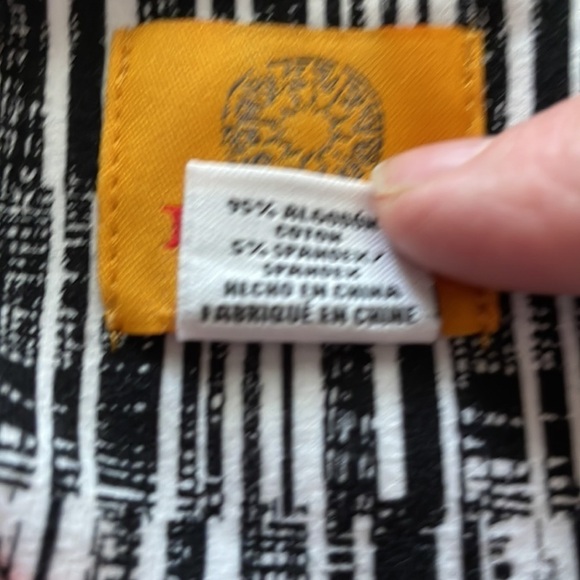 95% ALGODÓN
COTON
5% SPANDEX/
SPANDEX
HECHO EN CHINA
FABRIQUÉ EN CHINE